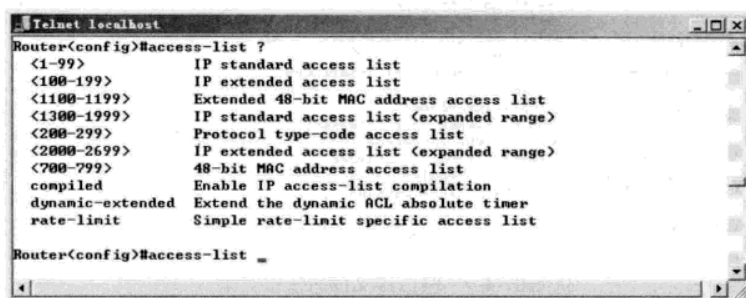 Telnet localhost
Router(config)#access-list ?
<1-99> IP standard access list
<100-199> IP extended access list
<1100-1199> Extended 48-bit MAC address access list
<1300-1999> IP standard access list (expanded range)
<200-299> Protocol type-code access list
<2000-2699> IP extended access list (expanded range)
<700-799> 48-bit MAC address access list
compiled Enable IP access-list compilation
dynamic-extended Extend the dynamic ACL absolute timer
rate-limit Simple rate-limit specific access list
Router(config)#access-list _